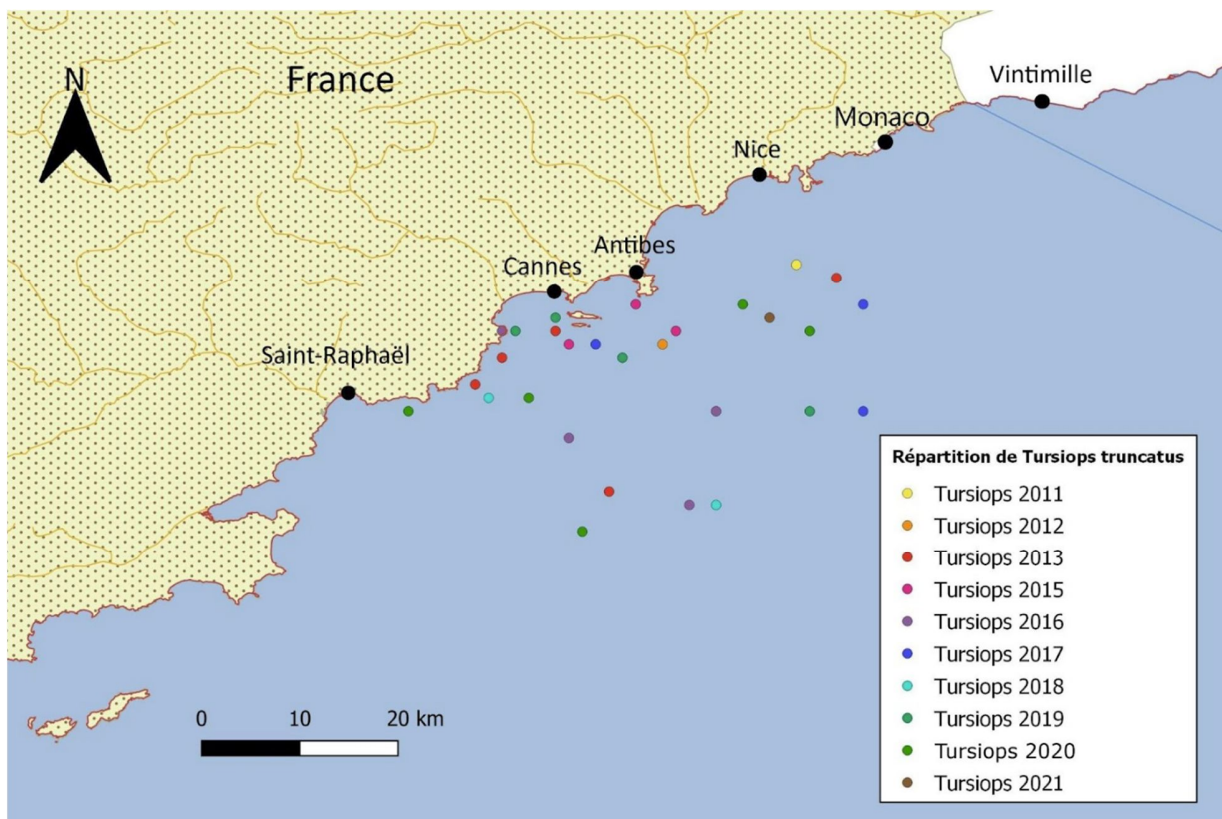 N
France
Vintimille
Monaco
Nice
Antibes
Cannes
Saint-Raphaël
Répartition de Tursiops truncatus
Tursiops 2011
Tursiops 2012
Tursiops 2013
Tursiops 2015
Tursiops 2016
Tursiops 2017
Tursiops 2018
Tursiops 2019
Tursiops 2020
Tursiops 2021
0 10 20 km